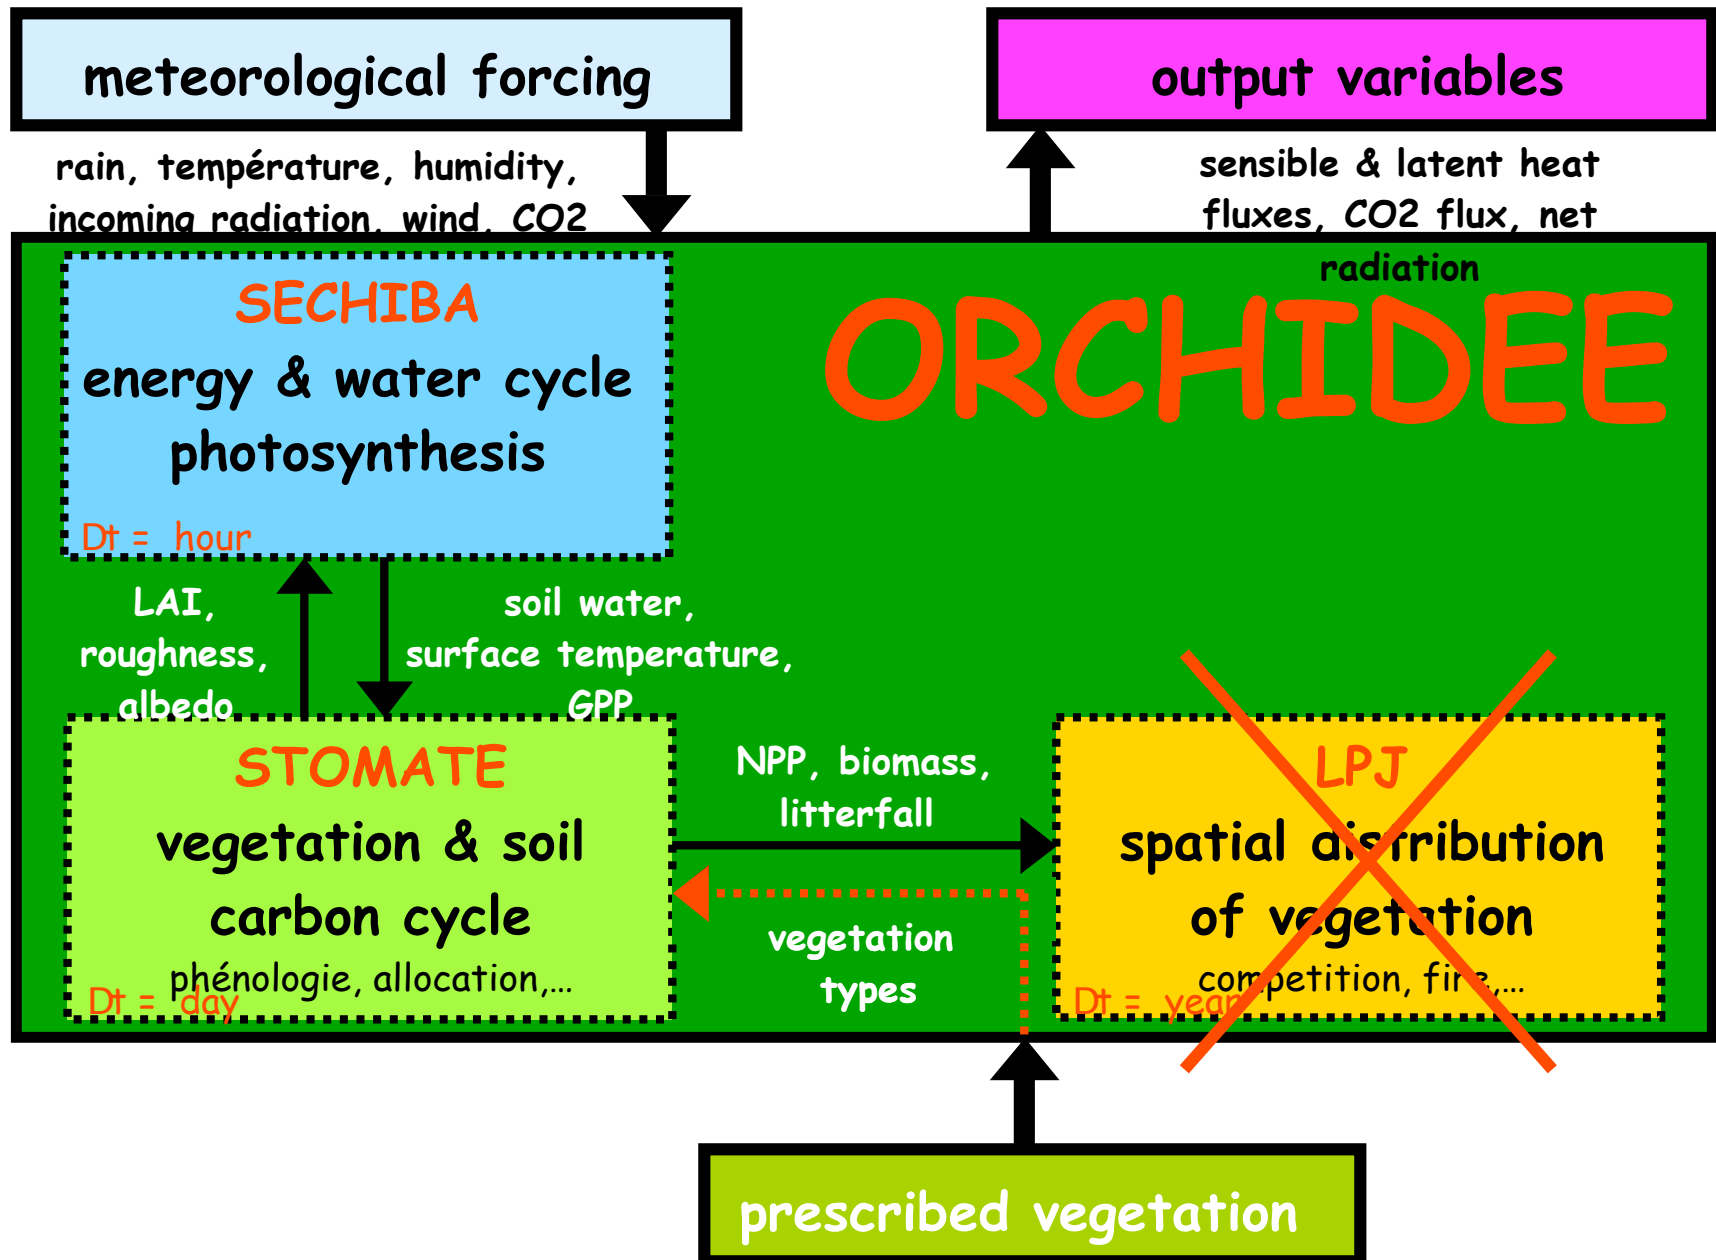 meteorological forcing
output variables
rain, température, humidity,
incoming radiation, wind, CO2
sensible & latent heat
fluxes, CO2 flux, net
radiation
ORCHIDEE
SECHIBA
energy & water cycle
photosynthesis
Dt = hour
LAI,
roughness,
albedo
soil water,
surface temperature,
GPP
STOMATE
vegetation & soil
carbon cycle
phénologie, allocation,...
Dt = day
NPP, biomass,
litterfall
vegetation
types
LPJ
spatial distribution
of vegetation
competition, fire,...
Dt = year
prescribed vegetation